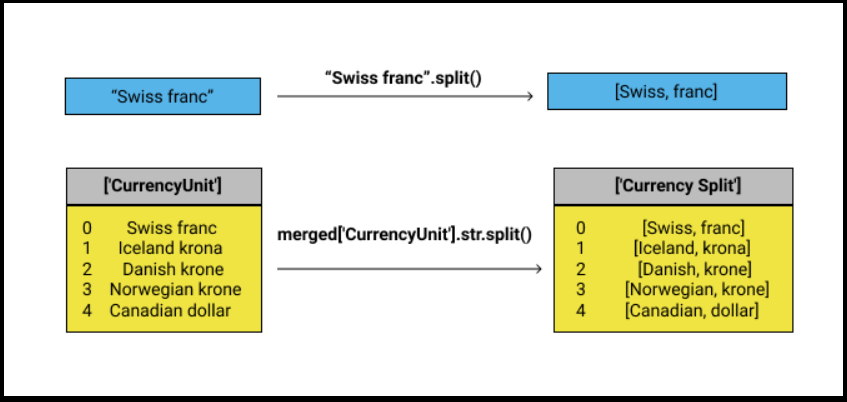 “Swiss franc”.split()
“Swiss franc”
[Swiss, franc]
['CurrencyUnit']
0 Swiss franc
1 Iceland krona
2 Danish krone
3 Norwegian krone
4 Canadian dollar
merged['CurrencyUnit'].str.split()
['Currency Split']
0 [Swiss, franc]
1 [Iceland, krona]
2 [Danish, krone]
3 [Norwegian, krone]
4 [Canadian, dollar]